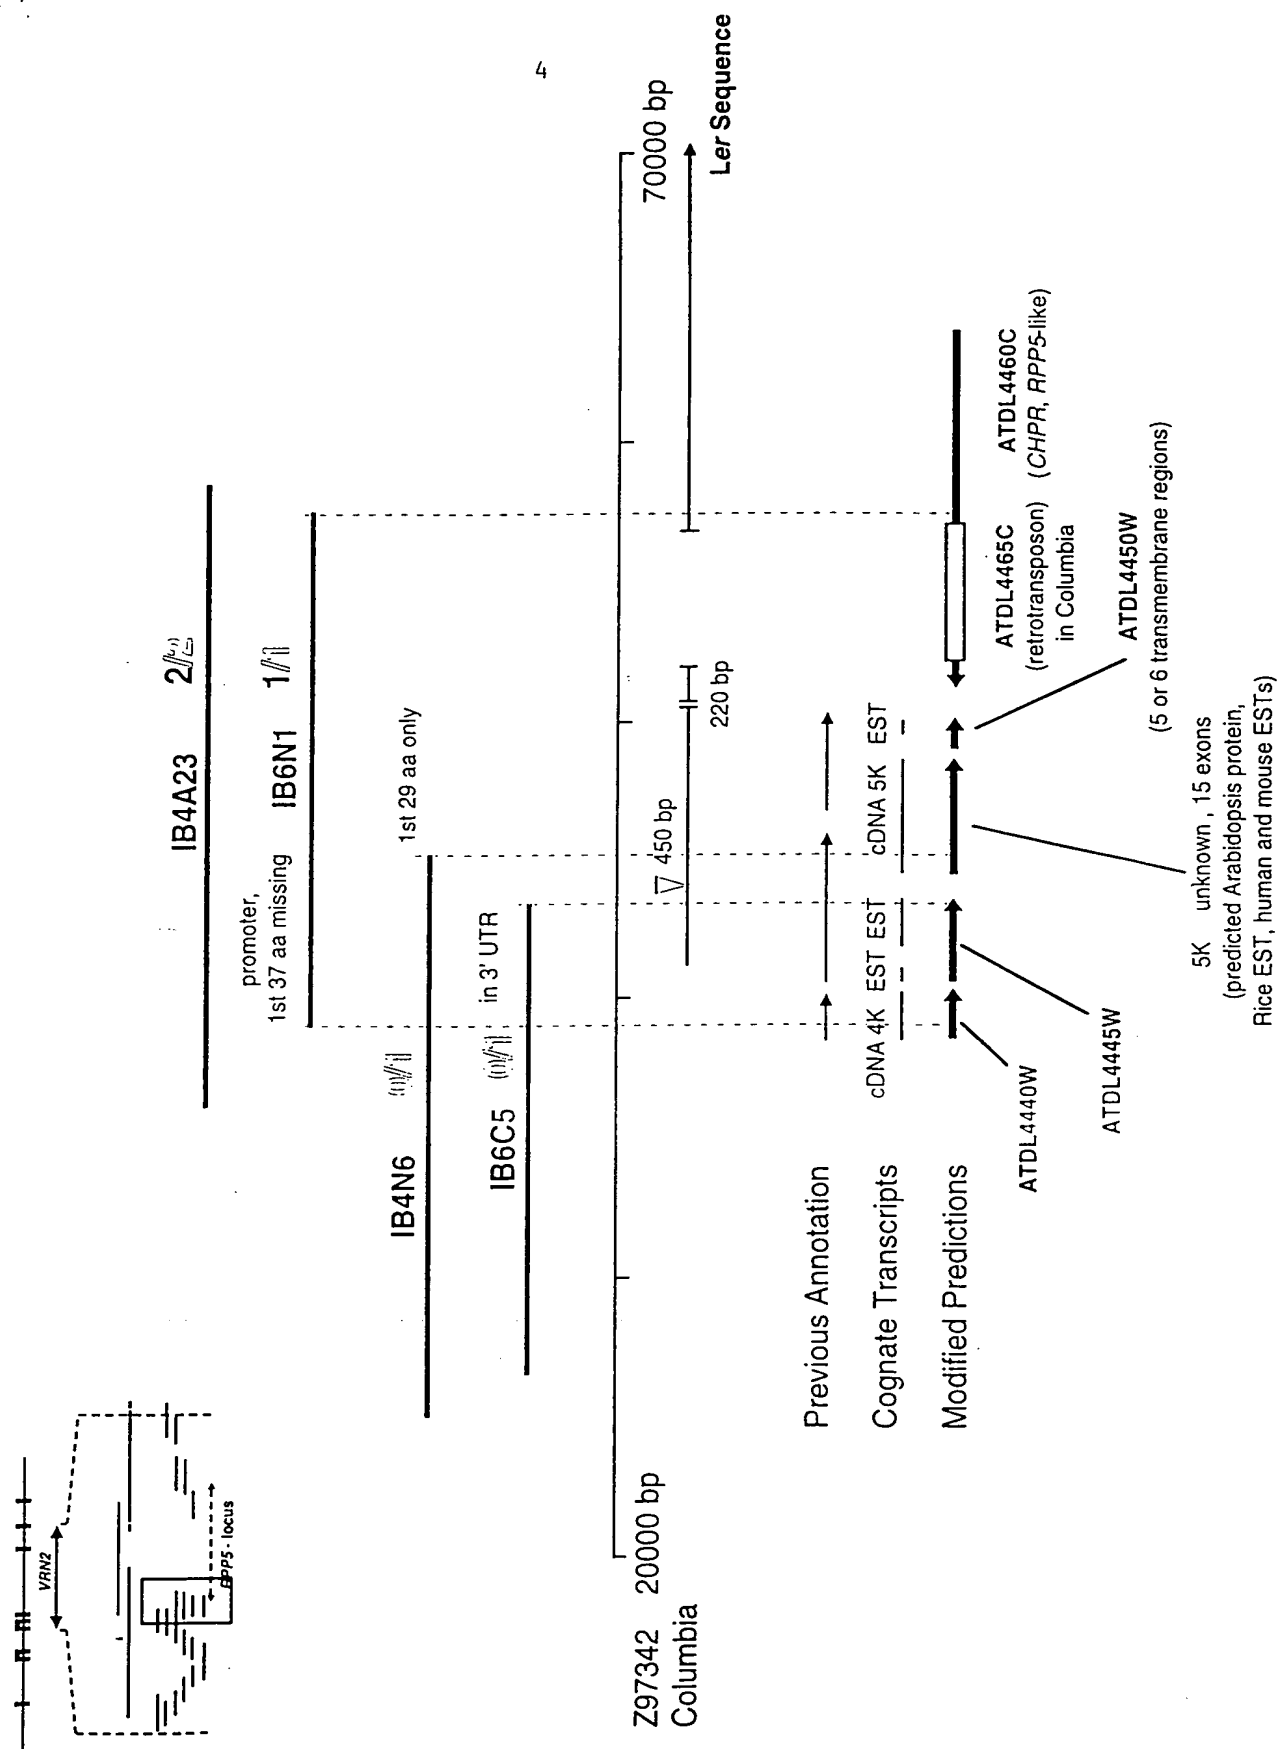 4
VRN2
RPP5 - locus
IB4A23 2
promoter,
1st 37 aa missing
IB6N1 1
IB4N6
1st 29 aa only
IB6C5
in 3' UTR
Z97342 20000 bp
Columbia
70000 bp
450 bp
220 bp
Ler Sequence
Previous Annotation
Cognate Transcripts
cDNA 4K EST EST cDNA 5K EST
Modified Predictions
ATDL4440W
ATDL4445W
5K unknown, 15 exons
(predicted Arabidopsis protein,
Rice EST, human and mouse ESTs)
ATDL4450W
(5 or 6 transmembrane regions)
ATDL4465C
(retrotransposon)
in Columbia
ATDL4460C
(CHPR, RPP5-like)